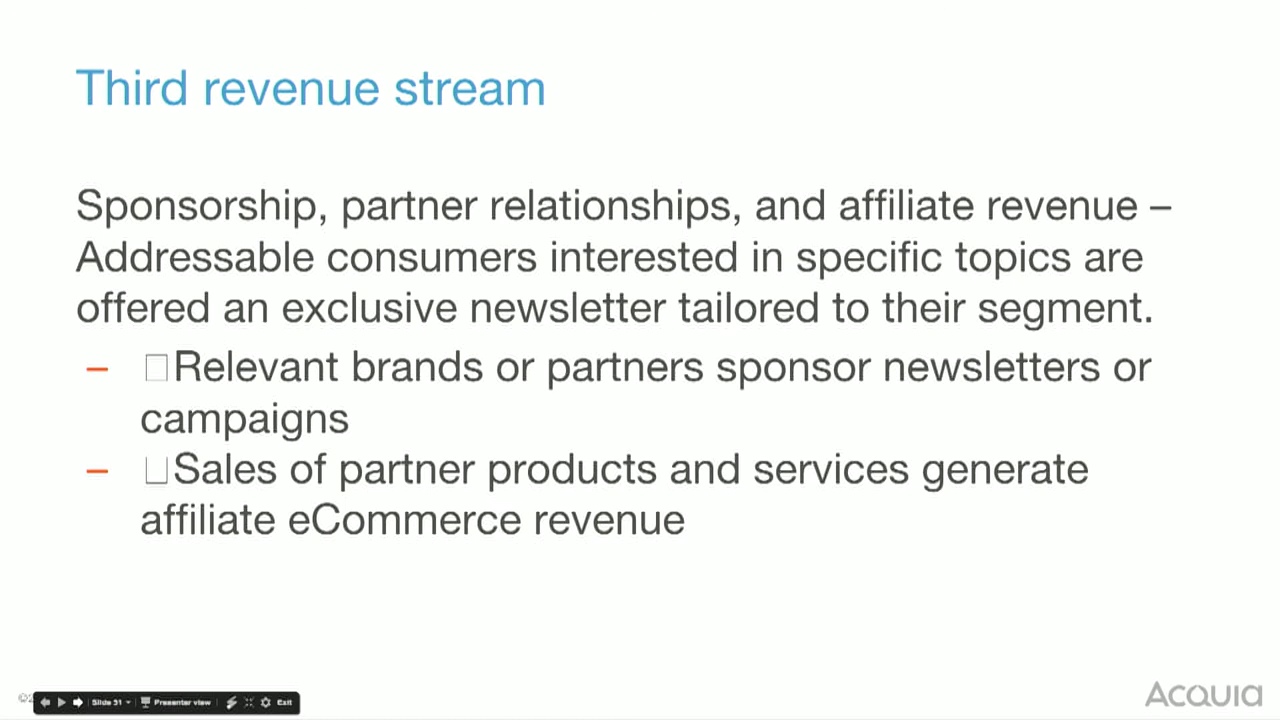 Third revenue stream
Sponsorship, partner relationships, and affiliate revenue –
Addressable consumers interested in specific topics are
offered an exclusive newsletter tailored to their segment.
– Relevant brands or partners sponsor newsletters or
campaigns
– Sales of partner products and services generate
affiliate eCommerce revenue
©2
Slide 51
Presenter view
Exit
Acquia